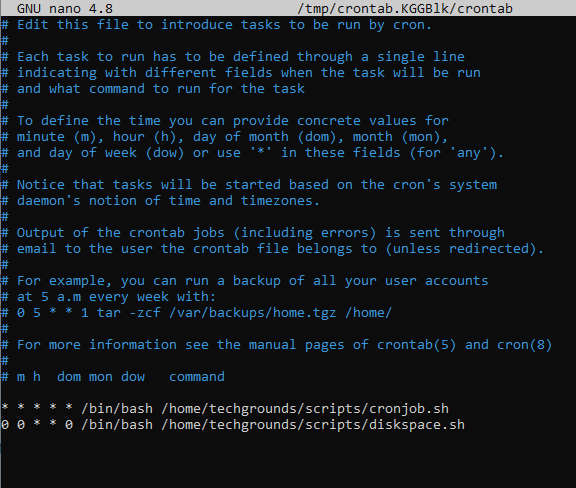 GNU nano 4.8 /tmp/crontab.KGGBlk/crontab
# Edit this file to introduce tasks to be run by cron.
#
# Each task to run has to be defined through a single line
# indicating with different fields when the task will be run
# and what command to run for the task
#
# To define the time you can provide concrete values for
# minute (m), hour (h), day of month (dom), month (mon),
# and day of week (dow) or use '*' in these fields (for 'any').
#
# Notice that tasks will be started based on the cron's system
# daemon's notion of time and timezones.
#
# Output of the crontab jobs (including errors) is sent through
# email to the user the crontab file belongs to (unless redirected).
#
# For example, you can run a backup of all your user accounts
# at 5 a.m every week with:
# 0 5 * * 1 tar -zcf /var/backups/home.tgz /home/
#
# For more information see the manual pages of crontab(5) and cron(8)
#
# m h  dom mon dow   command

* * * * * /bin/bash /home/techgrounds/scripts/cronjob.sh
0 0 * * 0 /bin/bash /home/techgrounds/scripts/diskspace.sh